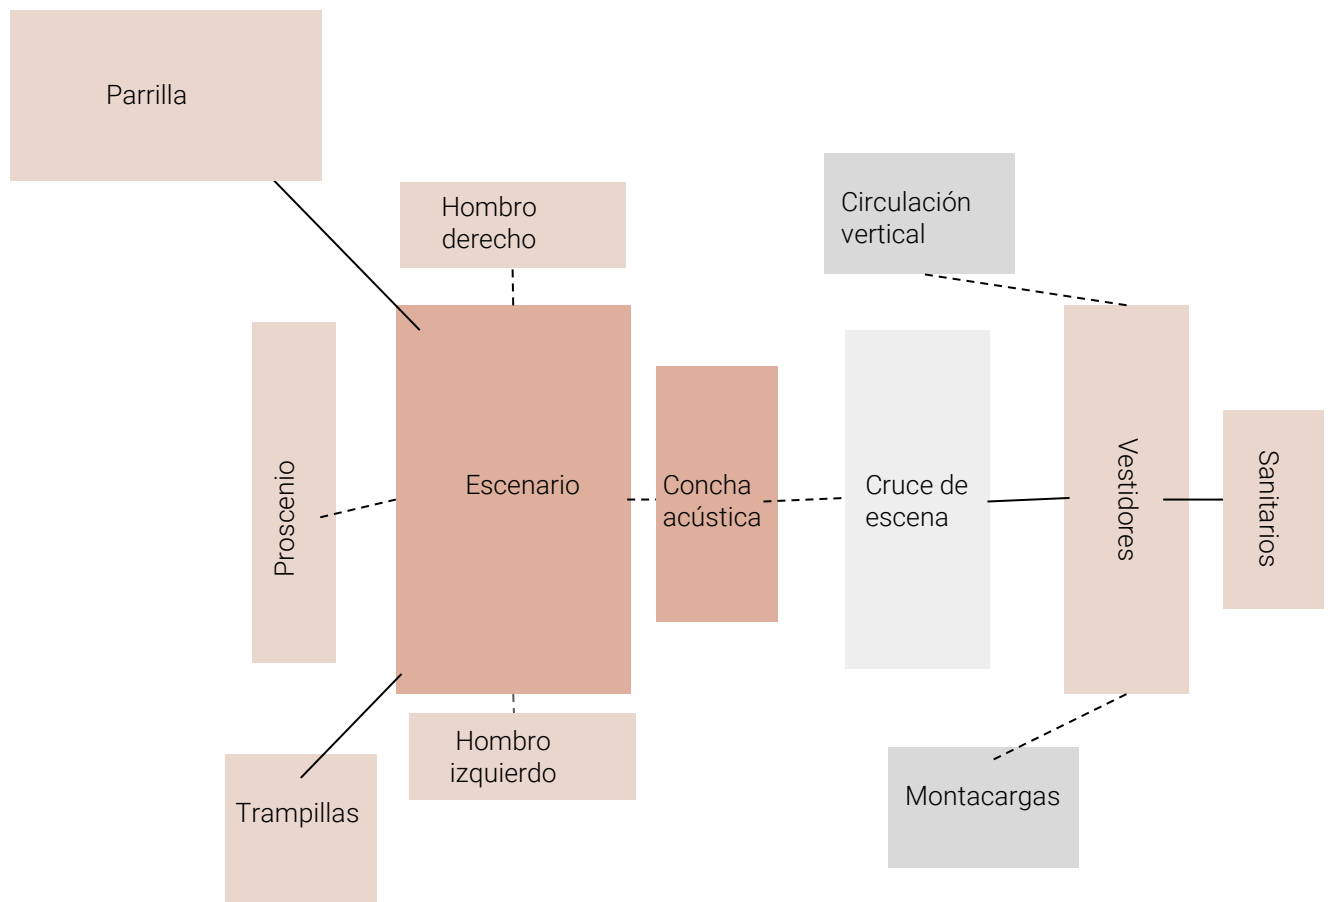 Parrilla
Hombro
derecho
Circulación
vertical
Proscenio
Escenario
Concha
acústica
Cruce de
escena
Vestidores
Sanitarios
Hombro
izquierdo
Trampillas
Montacargas